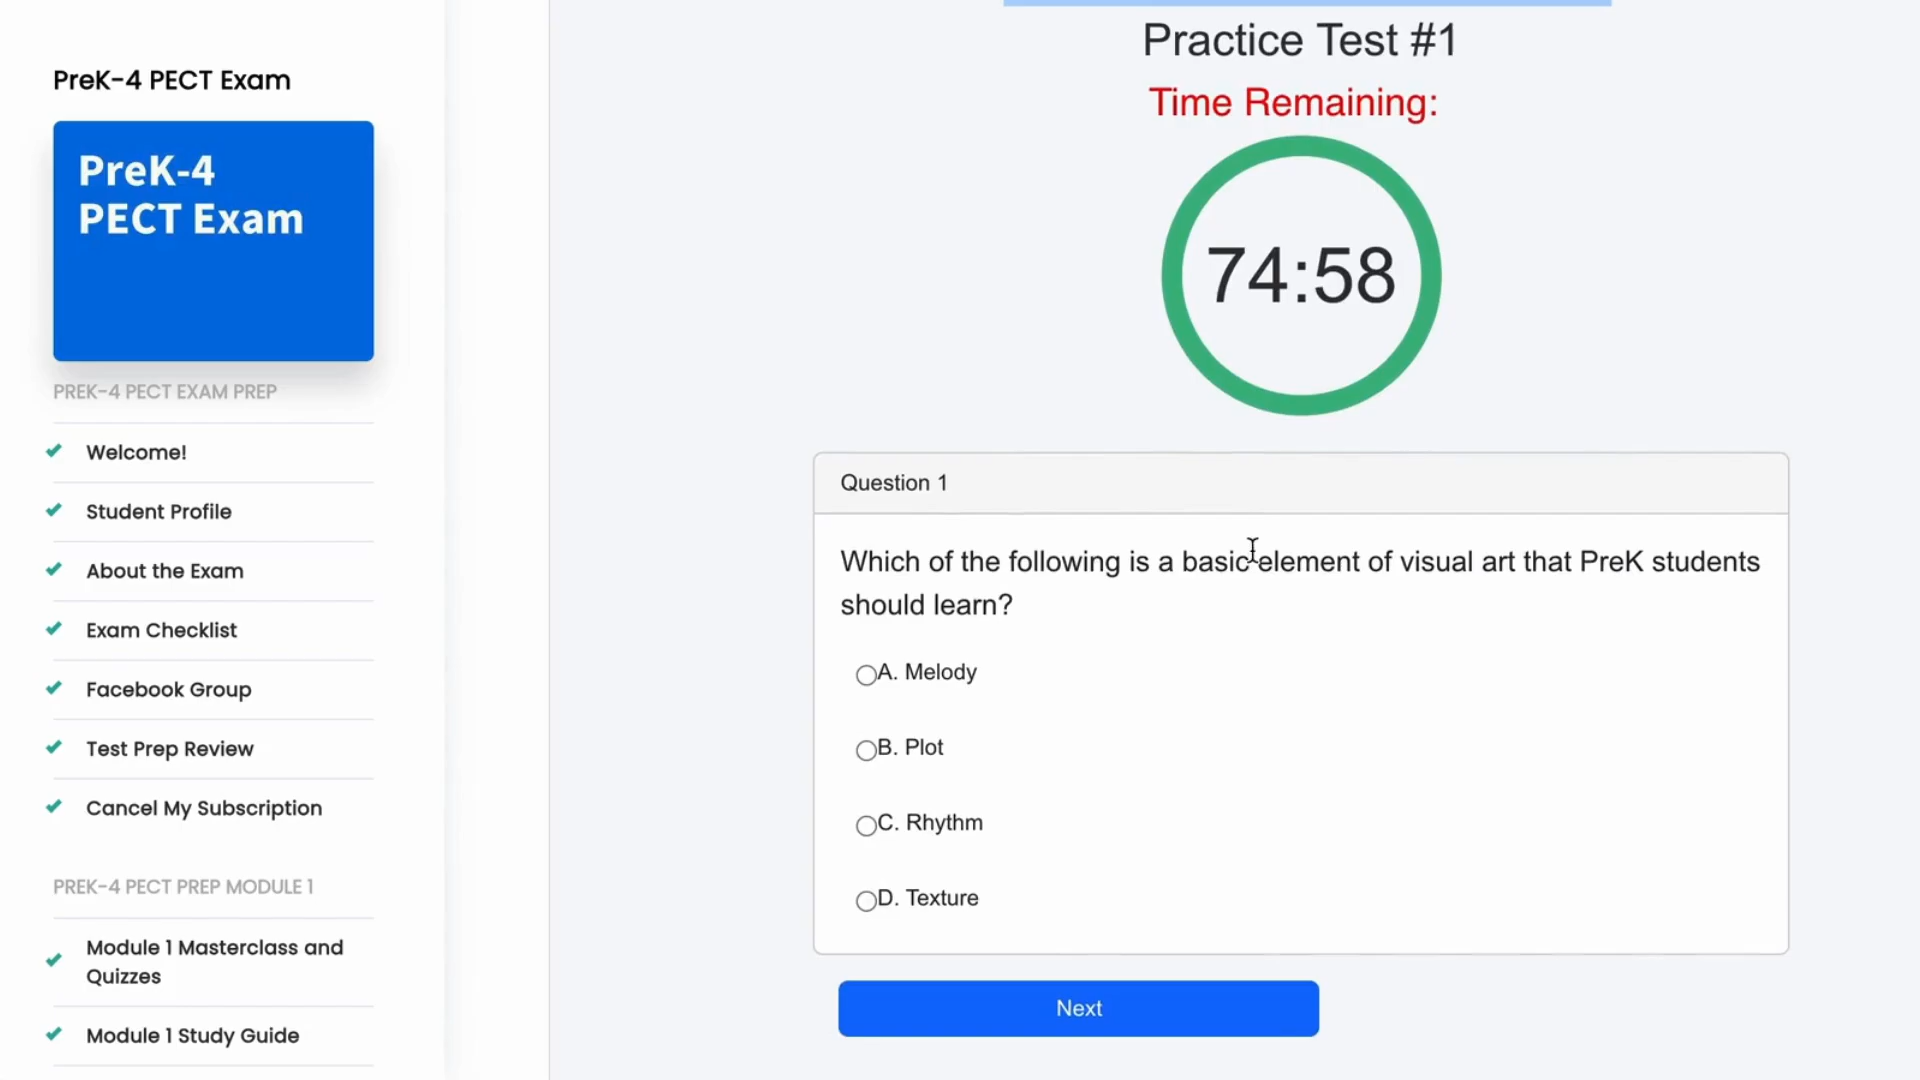 PreK-4 PECT Exam
PreK-4
PECT Exam
PREK-4 PECT EXAM PREP
Welcome!
Student Profile
About the Exam
Exam Checklist
Facebook Group
Test Prep Review
Cancel My Subscription
PREK-4 PECT PREP MODULE 1
Module 1 Masterclass and
Quizzes
Module 1 Study Guide
Practice Test #1
Time Remaining:
74:58
Question 1
Which of the following is a basic element of visual art that PreK students
should learn?
A. Melody
B. Plot
C. Rhythm
D. Texture
Next